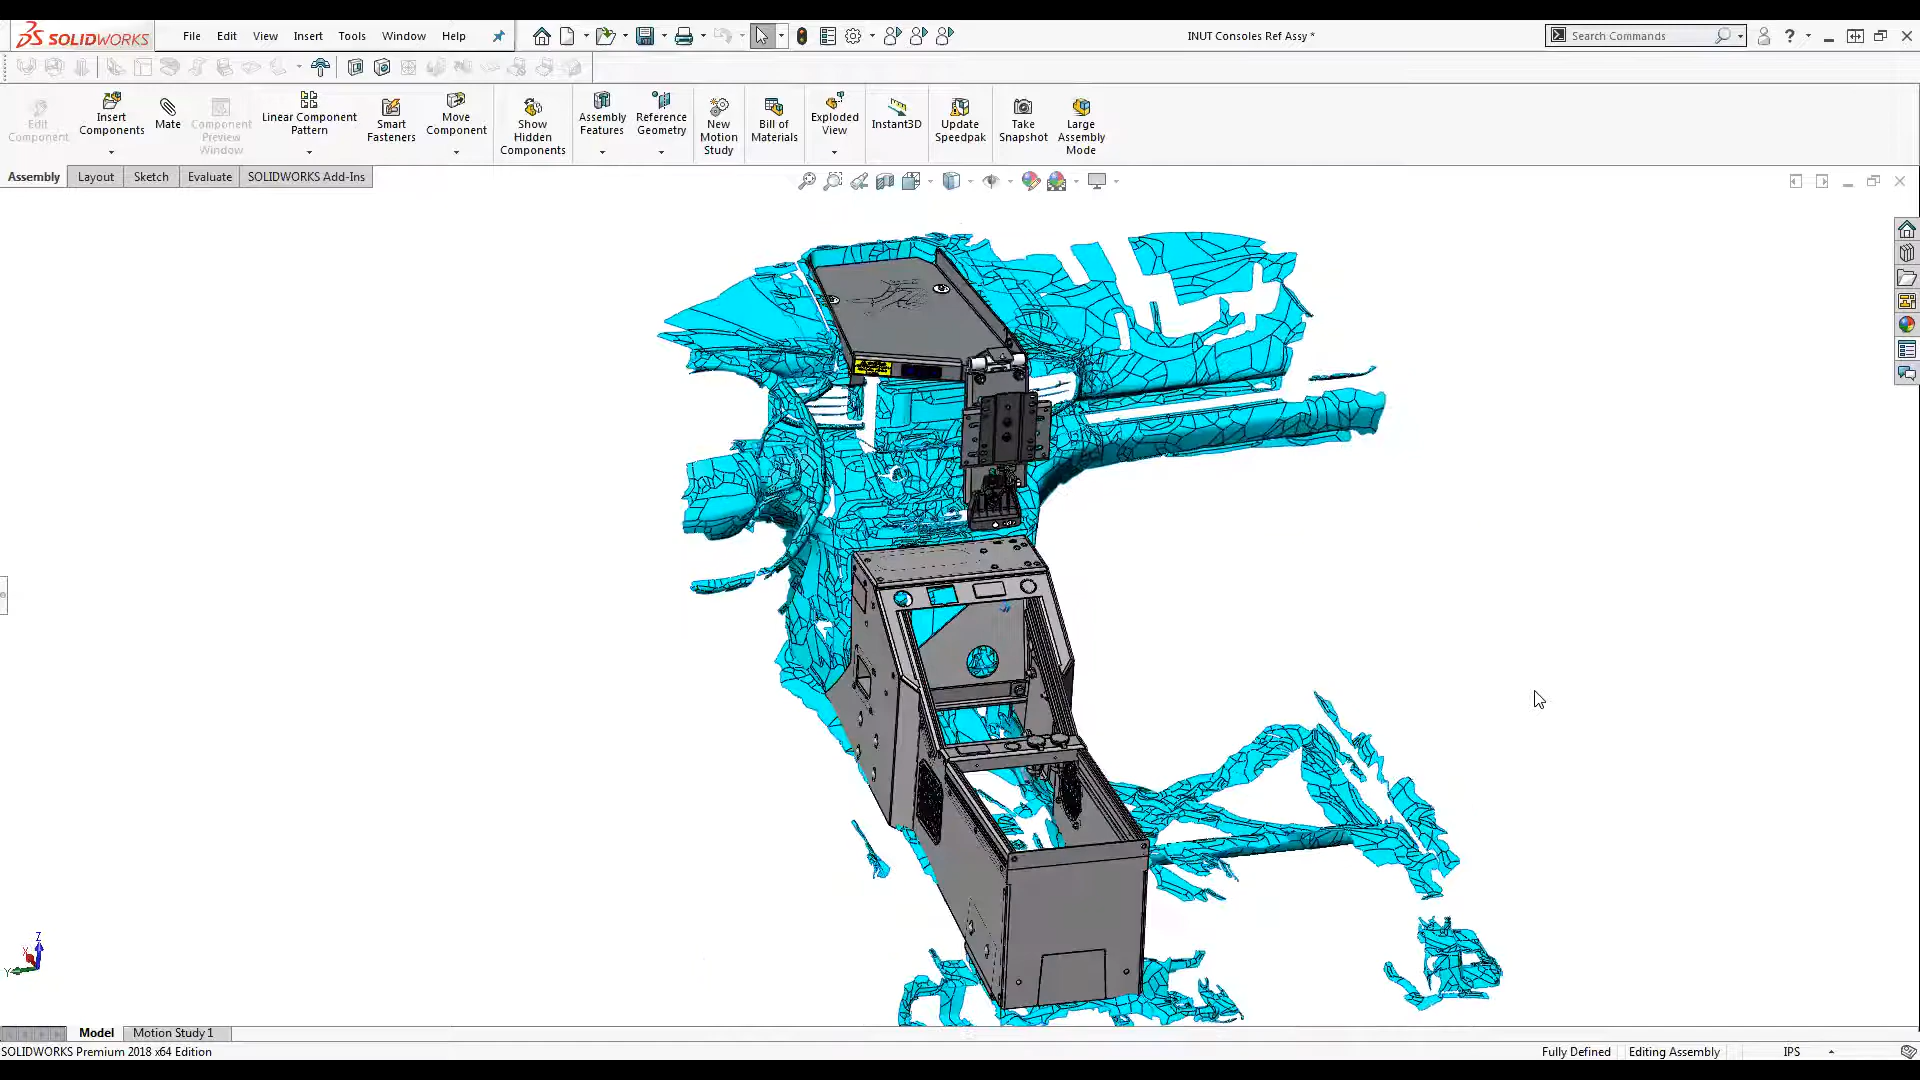 SOLIDWORKS File Edit View Insert Tools Window Help INUT Consoles Ref Assy * Search Commands ?
Edit Component
Insert Components
Mate
Component Preview Window
Linear Component Pattern
Smart Fasteners
Move Component
Show Hidden Components
Assembly Features
Reference Geometry
New Motion Study
Bill of Materials
Exploded View
Instant3D
Update Speedpak
Take Snapshot
Large Assembly Mode
Assembly Layout Sketch Evaluate SOLIDWORKS Add-Ins
Z
X
Y
Model Motion Study 1
SOLIDWORKS Premium 2018 x64 Edition Fully Defined Editing Assembly IPS